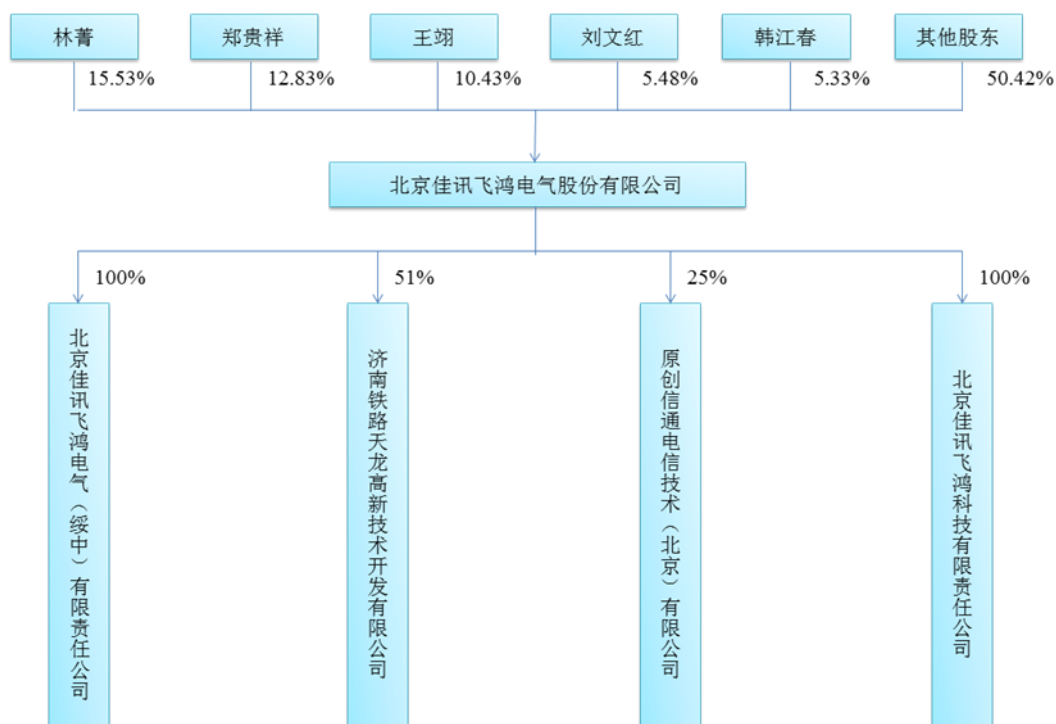 林菁
郑贵祥
王翊
刘文红
韩江春
其他股东
15.53%
12.83%
10.43%
5.48%
5.33%
50.42%
北京佳讯飞鸿电气股份有限公司
100%
51%
25%
100%
北京佳讯飞鸿电气（绥中）有限责任公司
济南铁路天龙高新技术开发有限公司
原创信通电信技术（北京）有限公司
北京佳讯飞鸿科技有限责任公司